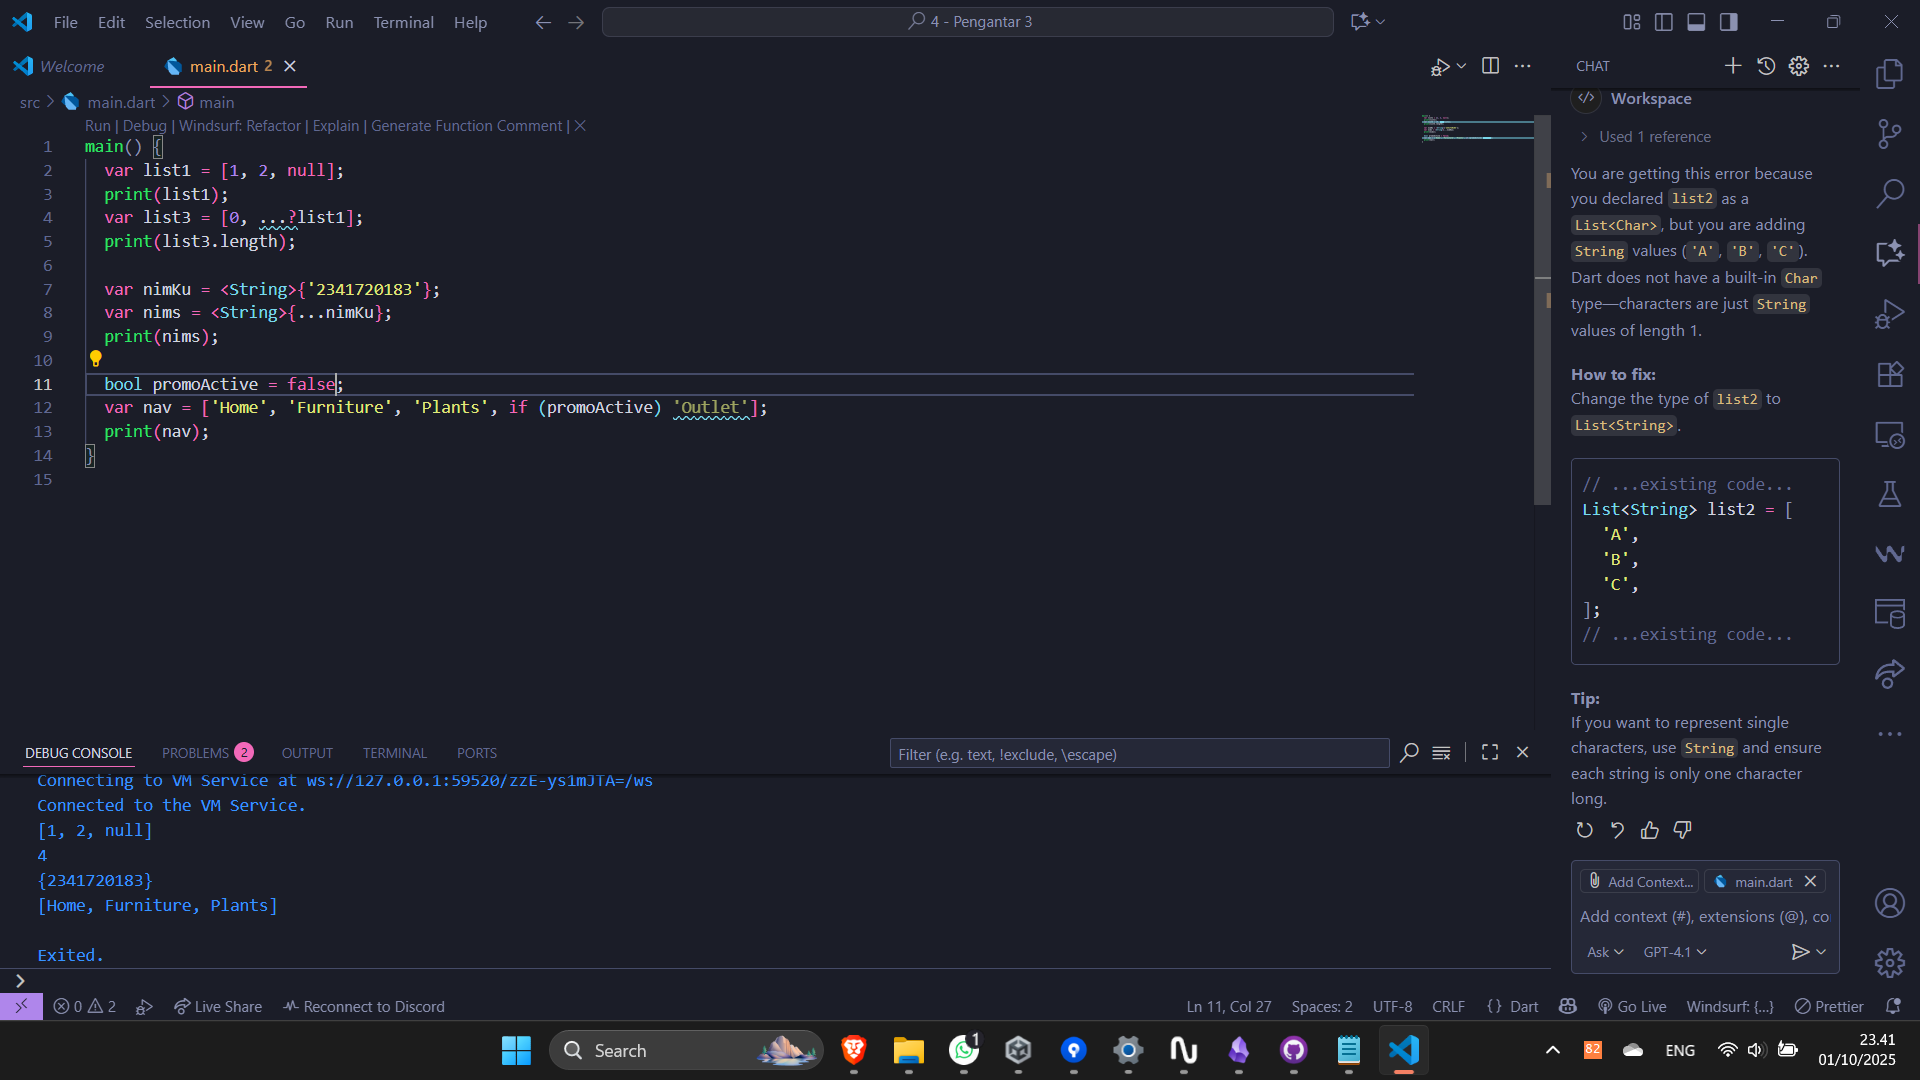 File Edit Selection View Go Run Terminal Help
4 - Pengantar 3
Welcome
main.dart 2
src > main.dart > main
Run | Debug | Windsurf: Refactor | Explain | Generate Function Comment |
1 main() {
2 var list1 = [1, 2, null];
3 print(list1);
4 var list3 = [0, ...?list1];
5 print(list3.length);
6
7 var nimKu = <String>{'2341720183'};
8 var nims = <String>{...nimKu};
9 print(nims);
10
11 bool promoActive = false;
12 var nav = ['Home', 'Furniture', 'Plants', if (promoActive) 'Outlet'];
13 print(nav);
14 }
15
DEBUG CONSOLE PROBLEMS 2 OUTPUT TERMINAL PORTS
Filter (e.g. text, !exclude, \escape)
Connecting to VM Service at ws://127.0.0.1:59520/zzE-ys1mJTA=/ws
Connected to the VM Service.
[1, 2, null]
4
{2341720183}
[Home, Furniture, Plants]
Exited.
CHAT
Workspace
Used 1 reference
You are getting this error because
you declared list2 as a
List<Char>, but you are adding
String values ('A', 'B', 'C').
Dart does not have a built-in Char
type—characters are just String
values of length 1.
How to fix:
Change the type of list2 to
List<String>.
// ...existing code...
List<String> list2 = [
'A',
'B',
'C',
];
// ...existing code...
Tip:
If you want to represent single
characters, use String and ensure
each string is only one character
long.
Add Context... main.dart
Add context (#), extensions (@), co
Ask GPT-4.1
0 2 Live Share Reconnect to Discord
Ln 11, Col 27 Spaces: 2 UTF-8 CRLF {} Dart Go Live Windsurf: {...} Prettier
Search
1
82 ENG
23.41
01/10/2025